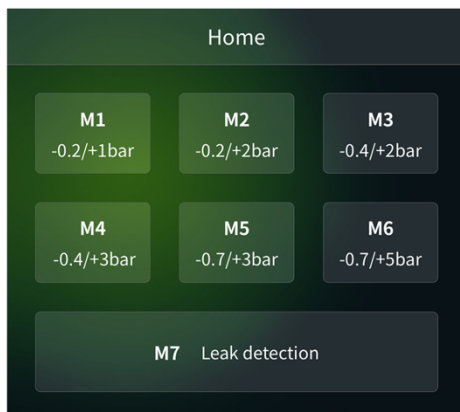 Home
M1 M2 M3
-0.2/+1bar -0.2/+2bar -0.4/+2bar
M4 M5 M6
-0.4/+3bar -0.7/+3bar -0.7/+5bar
M7 Leak detection